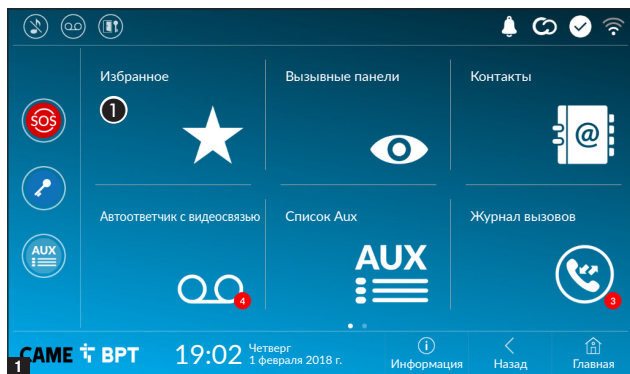 Избранное
Вызывные панели
Контакты
1
SOS
@
Автоответчик с видеосвязью
Список Aux
Журнал вызовов
AUX
AUX
4
3
CAME BPT
19:02
Четверг
1 февраля 2018 г.
Информация
Назад
Главная
1